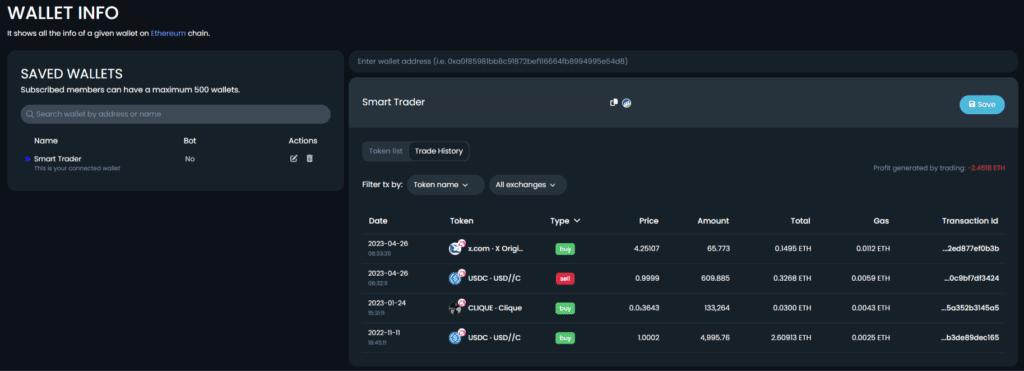 WALLET INFO
It shows all the info of a given wallet on Ethereum chain.
SAVED WALLETS
Subscribed members can have a maximum 500 wallets.
Search wallet by address or name
Name Bot Actions
Smart Trader No
This is your connected wallet
Enter wallet address (i.e. 0xa0f85981bb8c91872bef116664fb8994995e54d8)
Smart Trader Save
Token list Trade History
Profit generated by trading: -2.4518 ETH
Filter tx by: Token name All exchanges
Date Token Type Price Amount Total Gas Transaction Id
2023-04-26 x.com · X Origi... buy 4.25107 65.773 0.1495 ETH 0.0112 ETH ...2ed877ef0b3b
08:33:35
2023-04-26 USDC · USD//C sell 0.9999 609.885 0.3268 ETH 0.0059 ETH ...0c9bf7df3424
08:32:11
2023-01-24 CLIQUE · Clique buy 0.0₃3643 133,264 0.0300 ETH 0.0043 ETH ...5a352b3145a5
15:31:11
2022-11-11 USDC · USD//C buy 1.0002 4,995.76 2.60913 ETH 0.0025 ETH ...b3de89dec165
19:45:11